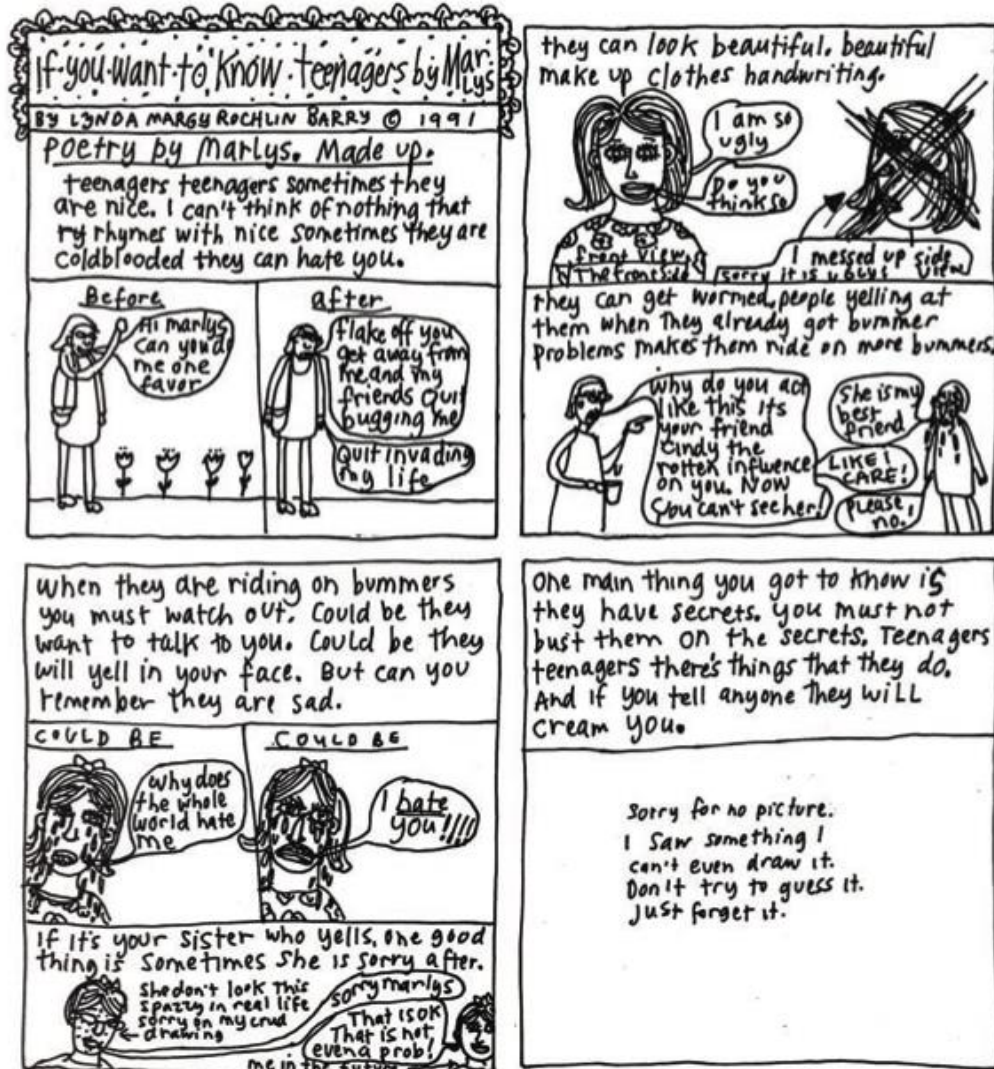 If you want to Know teenagers by Mar-
Lys
BY LYNDA MARGY ROCHLIN BARRY © 1991
Poetry by Marlys. Made up.
teenagers teenagers sometimes they
are nice. I can't think of nothing that
ry rhymes with nice sometimes they are
coldblooded they can hate you.
Before
Hi marlys
can you do
me one
favor
after
flake off you
get away from
me and my
friends Quit
bugging me
Quit invading
my life
they can look beautiful. beautiful
make up clothes handwriting.
I am so
ugly
Do you
think so
front view
The front side
I messed up side
view
sorry it is ugly!
they can get wormed, people yelling at
them when they already got bummer
problems makes them ride on more bummers.
why do you act
like this its
your friend
Cindy the
rotten influence
on you. Now
you can't see her!
She is my
best
friend
LIKE I
CARE!
Please,
no.
when they are riding on bummers
you must watch out. Could be they
want to talk to you. Could be they
will yell in your face. But can you
remember they are sad.
COULD BE
why does
the whole
world hate
me
COULD BE
I hate
you!!!!
If it's your sister who yells, one good
thing is sometimes she is sorry after.
She don't look this
spazzy in real life
sorry on my crud
drawing
sorry marlys
That is ok
That is not
even a prob!
me in the future
One main thing you got to know is
they have secrets. you must not
bust them on the secrets. Teenagers
teenagers there's things that they do.
And if you tell anyone they will
cream you.
Sorry for no picture.
I Saw something I
can't even draw it.
Don't try to guess it.
Just forget it.